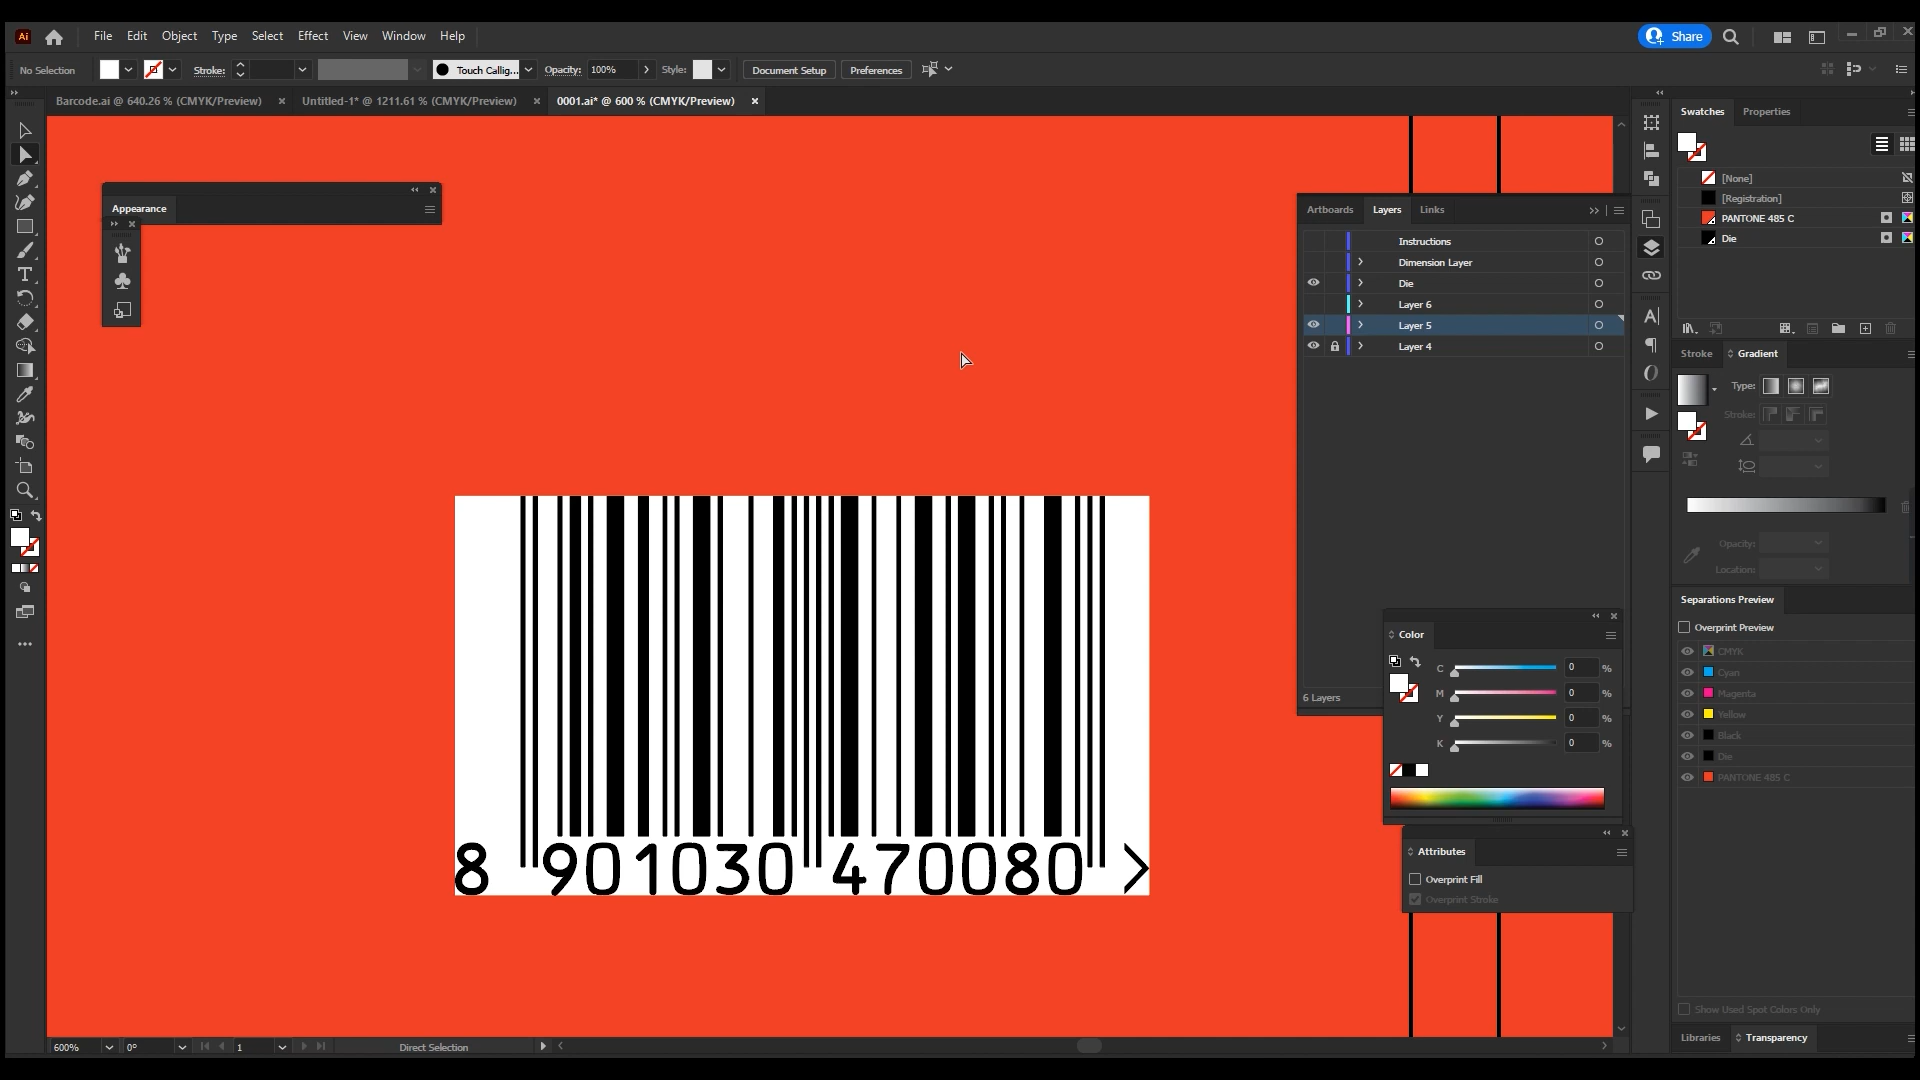 Ai File Edit Object Type Select Effect View Window Help Share
No Selection Stroke: Touch Callig... Opacity: 100% Style: Document Setup Preferences
Barcode.ai @ 640.26 % (CMYK/Preview) × Untitled-1* @ 1211.61 % (CMYK/Preview) × 0001.ai* @ 600 % (CMYK/Preview) ×
Swatches Properties
[None]
[Registration]
PANTONE 485 C
Die
Appearance
Artboards Layers Links
Instructions
Dimension Layer
Die
Layer 6
Layer 5
Layer 4
6 Layers
Stroke Gradient
Type:
Stroke:
Opacity:
Location:
Color
C 0 %
M 0 %
Y 0 %
K 0 %
Separations Preview
Overprint Preview
CMYK
Cyan
Magenta
Yellow
Black
Die
PANTONE 485 C
Show Used Spot Colors Only
Attributes
Overprint Fill
Overprint Stroke
8 901030 470080 >
600% 0° 1 Direct Selection
Libraries Transparency